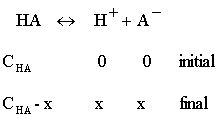 HA ↔ H⁺ + A⁻
C_HA 0 0 initial
C_HA - x x x final